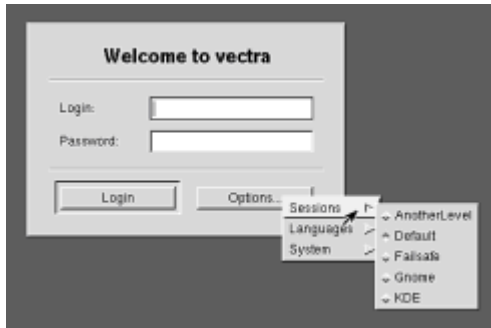 Welcome to vectra
Login:
Password:
Login
Options...
Sessions
Languages
System
AnotherLevel
Default
Failsafe
Gnome
KDE